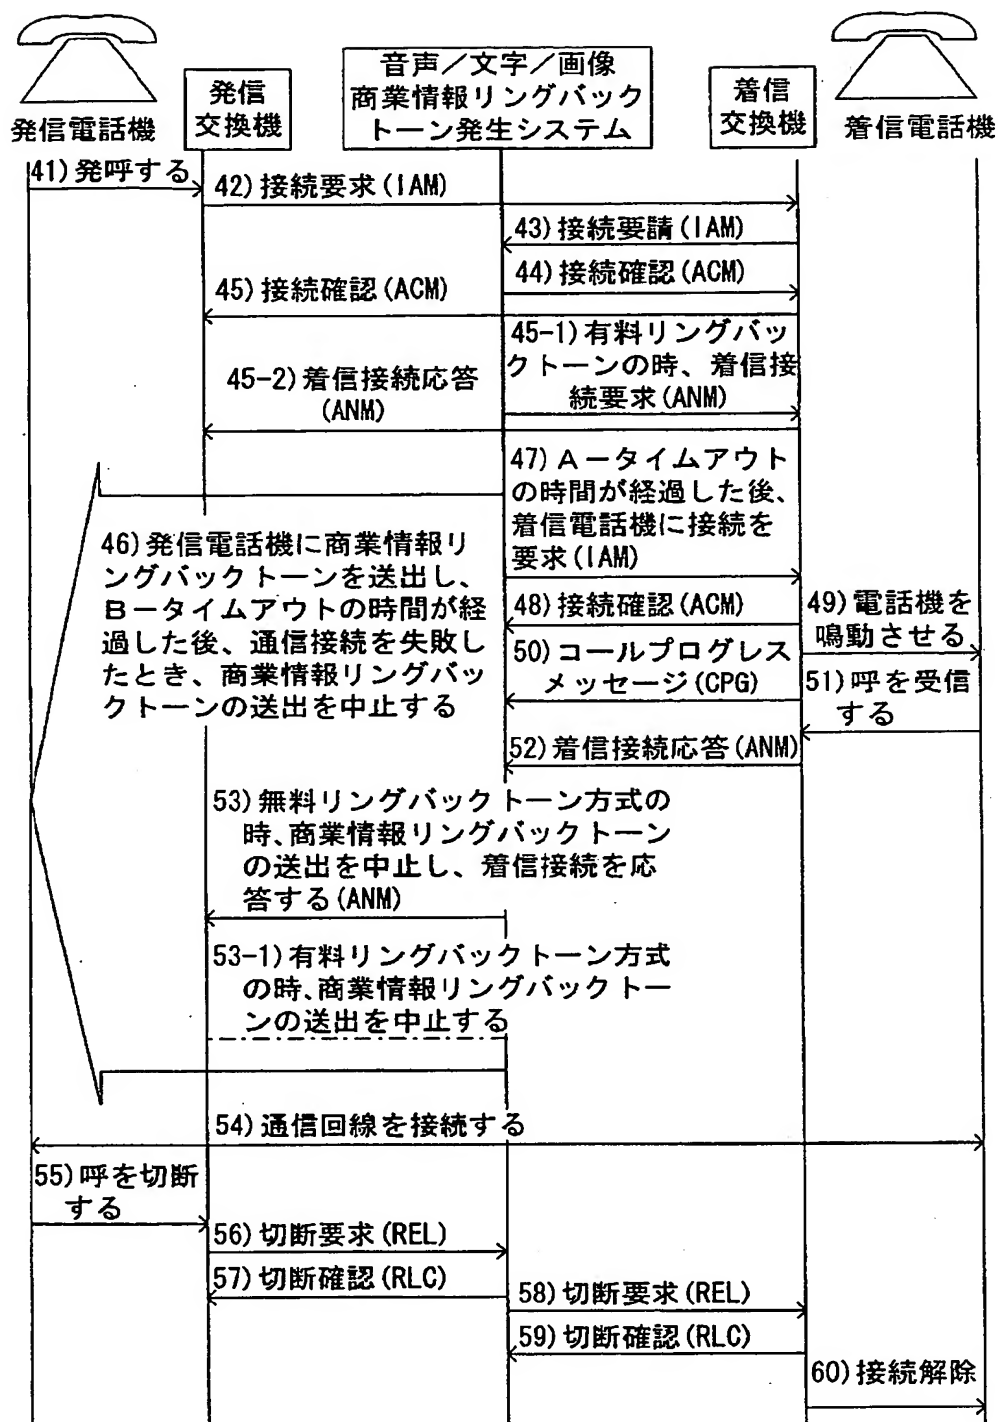 発信電話機
発信
交換機
音声／文字／画像
商業情報リングバック
トーン発生システム
着信
交換機
着信電話機
41)発呼する
42)接続要求(IAM)
43)接続要請(IAM)
44)接続確認(ACM)
45)接続確認(ACM)
45-1)有料リングバッ
クトーンの時、着信接
続要求(ANM)
45-2)着信接続応答
(ANM)
47)A－タイムアウト
の時間が経過した後、
着信電話機に接続を
要求(IAM)
46)発信電話機に商業情報リ
ングバックトーンを送出し、
B－タイムアウトの時間が経
過した後、通信接続を失敗し
たとき、商業情報リングバッ
クトーンの送出を中止する
48)接続確認(ACM)
49)電話機を
鳴動させる
50)コールプログレス
メッセージ(CPG)
51)呼を受信
する
52)着信接続応答(ANM)
53)無料リングバックトーン方式の
時、商業情報リングバックトーン
の送出を中止し、着信接続を応
答する(ANM)
53-1)有料リングバックトーン方式
の時、商業情報リングバックトー
ンの送出を中止する
54)通信回線を接続する
55)呼を切断
する
56)切断要求(REL)
57)切断確認(RLC)
58)切断要求(REL)
59)切断確認(RLC)
60)接続解除